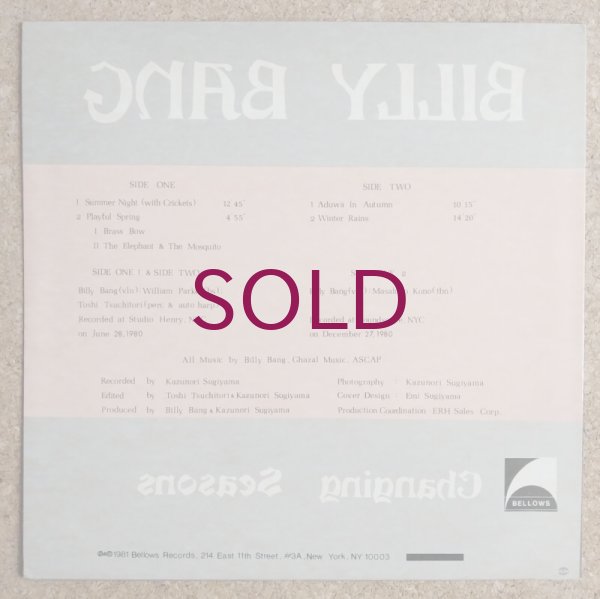 BILLY BANG
SIDE ONE
1 Summer Night (with Crickets) 12'45"
2 Playful Spring 4'55"
I Brass Bow
II The Elephant & The Mosquito
SIDE TWO
1 Aduwa in Autumn 10'15"
2 Winter Rains 14'20"
SIDE ONE 1 & SIDE TWO
Billy Bang(vln) William
Toshi Tsuchitori(perc. & auto harp
Recorded at Studio Henry,
on June 28,1980
Bang Kuno(tbn)
Recorded at NYC
on December 27,1980
SOLD
All Music by Billy Bang, Ghazal Music, ASCAP
Recorded by Kazunori Sugiyama
Edited by Toshi Tsuchitori & Kazunori Sugiyama
Produced by Billy Bang & Kazunori Sugiyama
Photography : Kazunori Sugiyama
Cover Design : Emi Sugiyama
Production Coordination ERH Sales Corp.
Changing Seasons
BELLOWS
©℗1981 Bellows Records, 214 East 11th Street, #3A, New York, NY 10003